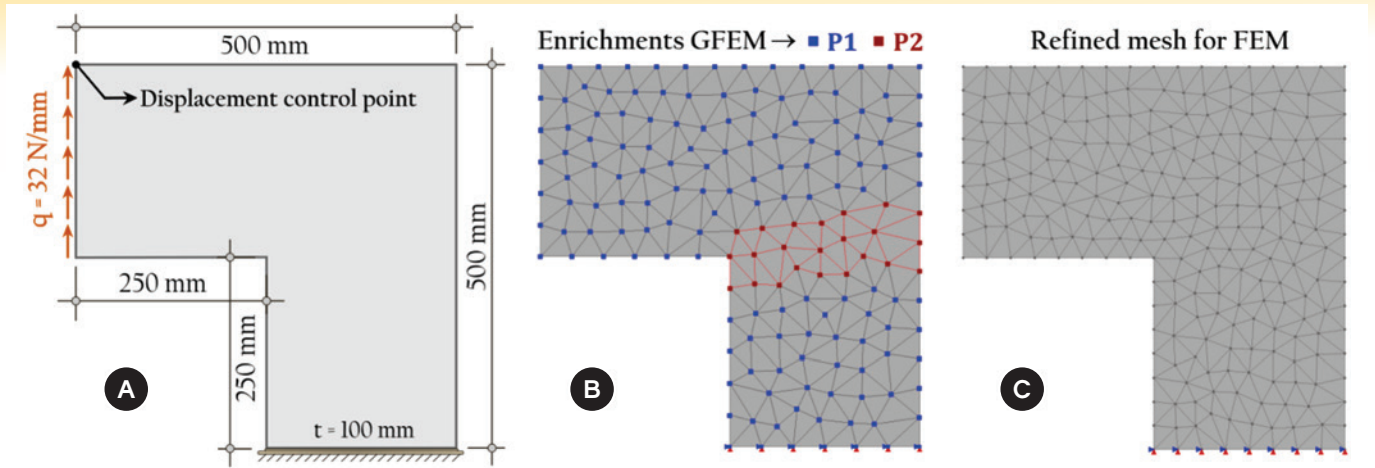 500 mm
Displacement control point
q = 32 N/mm
500 mm
250 mm
250 mm
t = 100 mm
A
Enrichments GFEM → P1 P2
B
Refined mesh for FEM
C